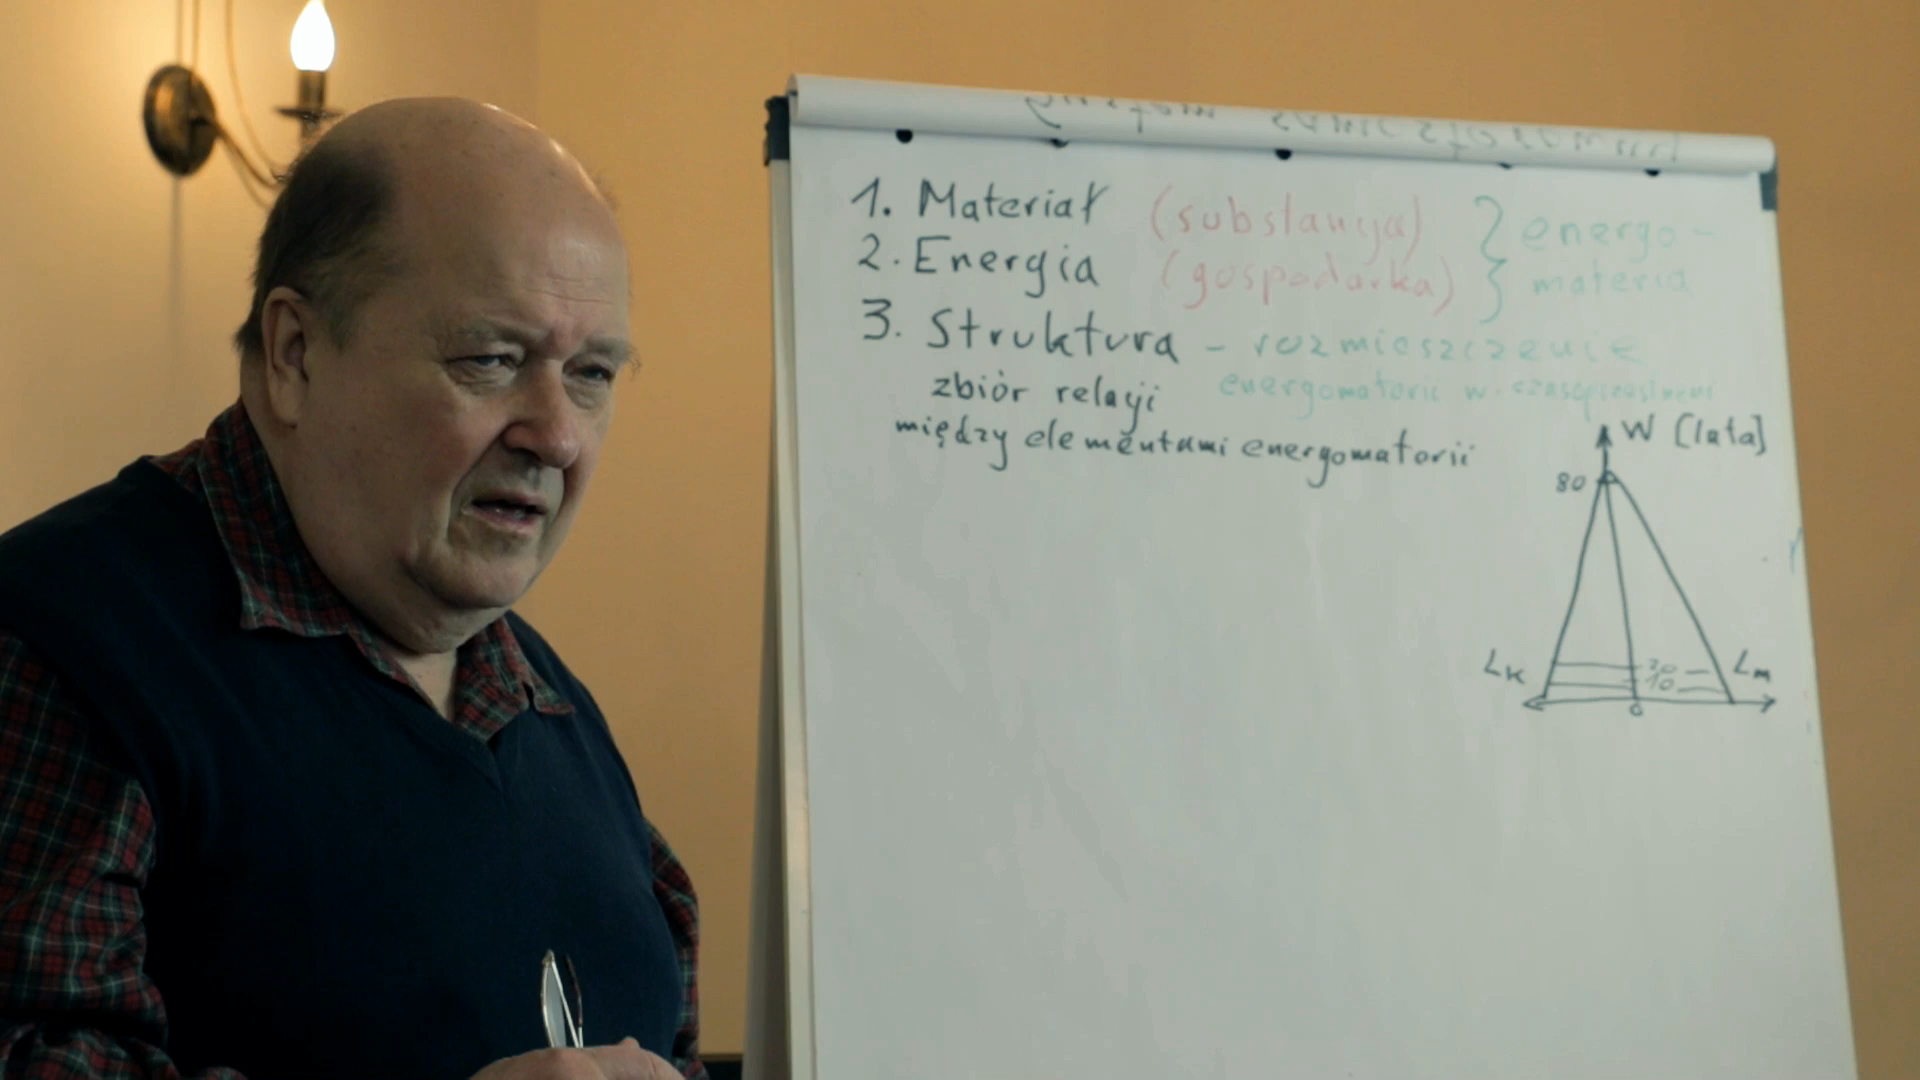 1. Materiał (substancja) } energo-
2. Energia (gospodarka) } materia
3. Struktura - rozmieszczenie
zbiór relacji energomaterii w czasoprzestrzeni
między elementami energomaterii
W [lata]
80
LK 20 Lm
10
0